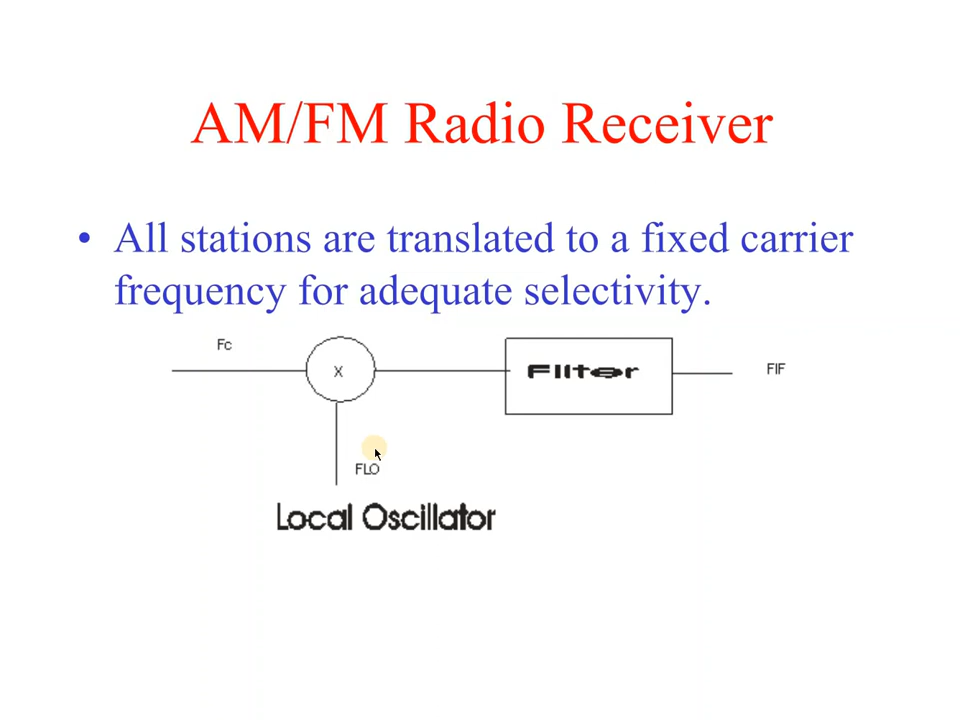 AM/FM Radio Receiver
• All stations are translated to a fixed carrier
frequency for adequate selectivity.
Fc
X
Filter
FIF
FLO
Local Oscillator